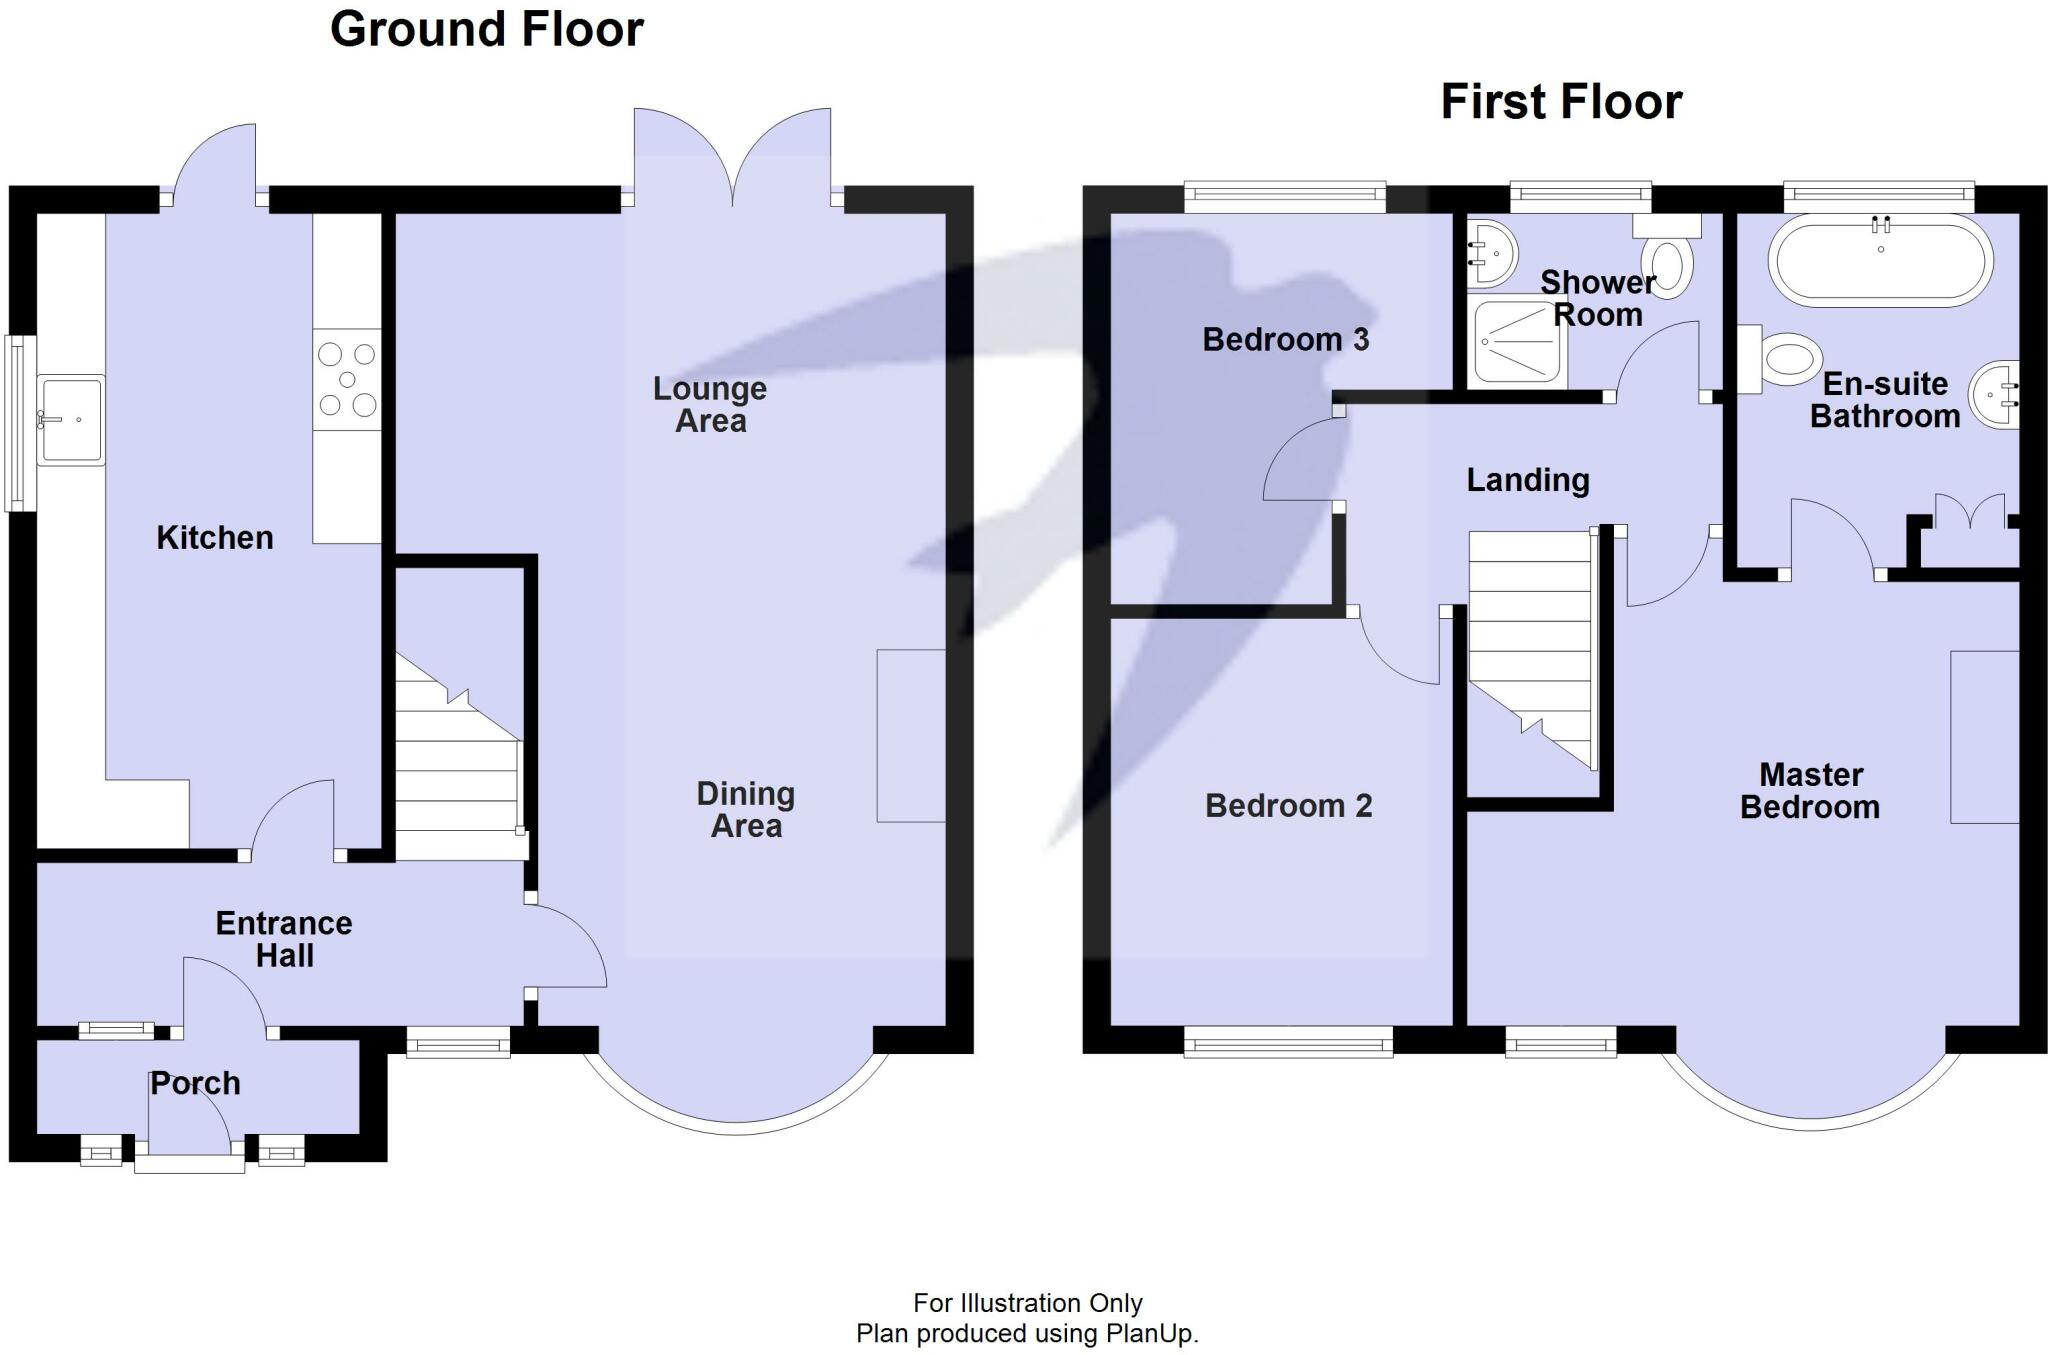 Ground Floor
First Floor
Kitchen
Lounge
Area
Dining
Area
Entrance
Hall
Porch
Bedroom 3
Shower
Room
En-suite
Bathroom
Landing
Bedroom 2
Master
Bedroom
For Illustration Only
Plan produced using PlanUp.